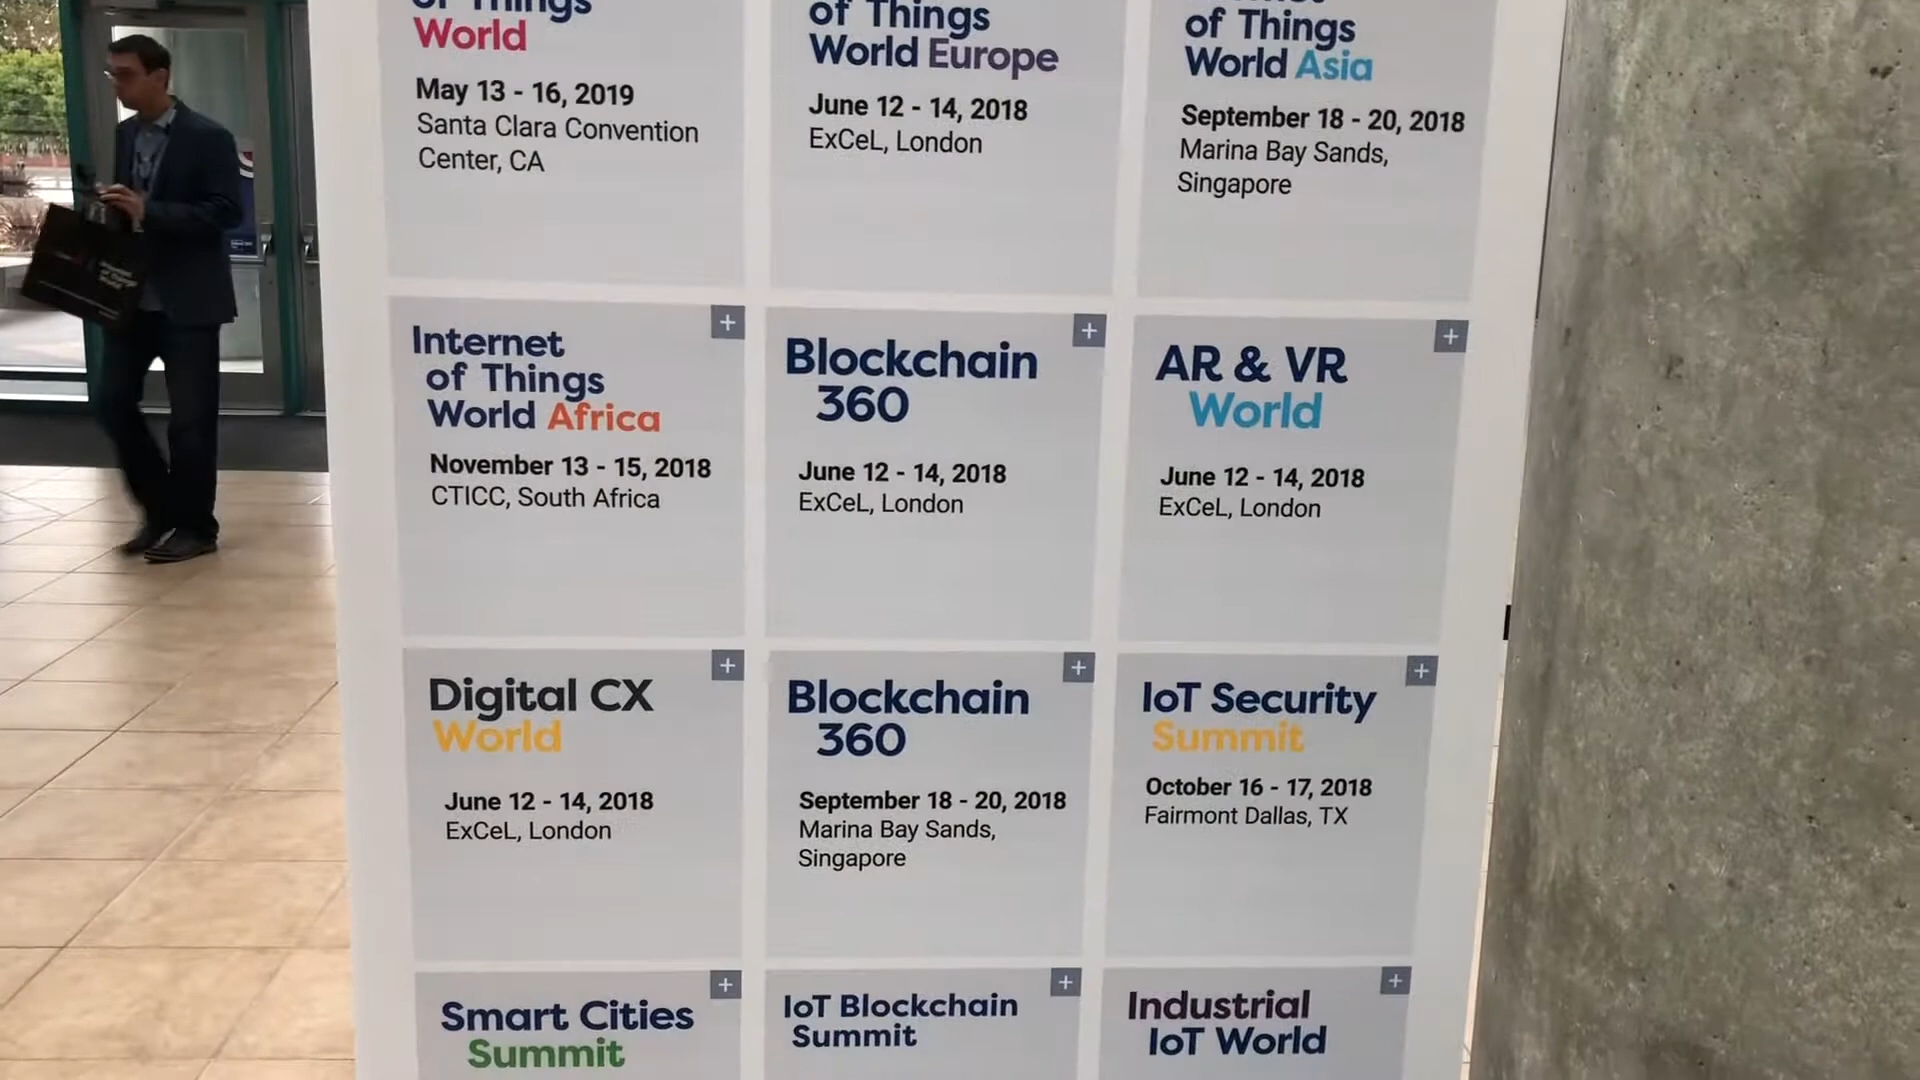 of Things
World
May 13 - 16, 2019
Santa Clara Convention
Center, CA
of Things
World Europe
June 12 - 14, 2018
ExCeL, London
of Things
World Asia
September 18 - 20, 2018
Marina Bay Sands,
Singapore
Internet
of Things
World Africa
November 13 - 15, 2018
CTICC, South Africa
Blockchain
360
June 12 - 14, 2018
ExCeL, London
AR & VR
World
June 12 - 14, 2018
ExCeL, London
Digital CX
World
June 12 - 14, 2018
ExCeL, London
Blockchain
360
September 18 - 20, 2018
Marina Bay Sands,
Singapore
IoT Security
Summit
October 16 - 17, 2018
Fairmont Dallas, TX
Smart Cities
Summit
IoT Blockchain
Summit
Industrial
IoT World